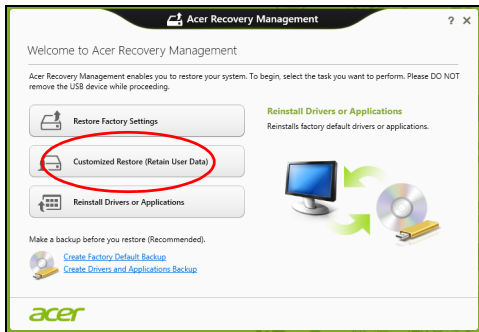 Acer Recovery Management
? X
Welcome to Acer Recovery Management
Acer Recovery Management enables you to restore your system. To begin, select the task you want to perform. Please DO NOT
remove the USB device while proceeding.
Restore Factory Settings
Customized Restore (Retain User Data)
Reinstall Drivers or Applications
Reinstall Drivers or Applications
Reinstalls factory default drivers or applications.
Make a backup before you restore (Recommended).
Create Factory Default Backup
Create Drivers and Applications Backup
acer